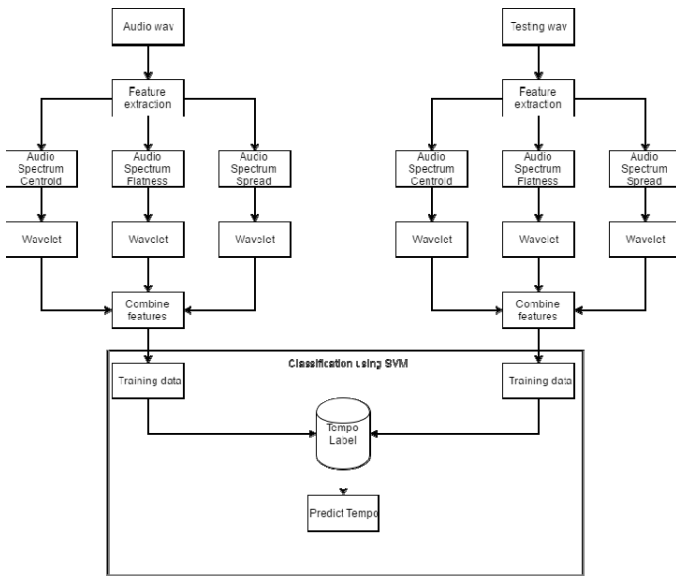 Audio wav
Testing wav
Feature
extraction
Feature
extraction
Audio
Spectrum
Centroid
Audio
Spectrum
Flatness
Audio
Spectrum
Spread
Audio
Spectrum
Centroid
Audio
Spectrum
Flatness
Audio
Spectrum
Spread
Wavelet
Wavelet
Wavelet
Wavelet
Wavelet
Wavelet
Combine
features
Combine
features
Classification using SVM
Training data
Training data
Tempo
Label
Predict Tempo